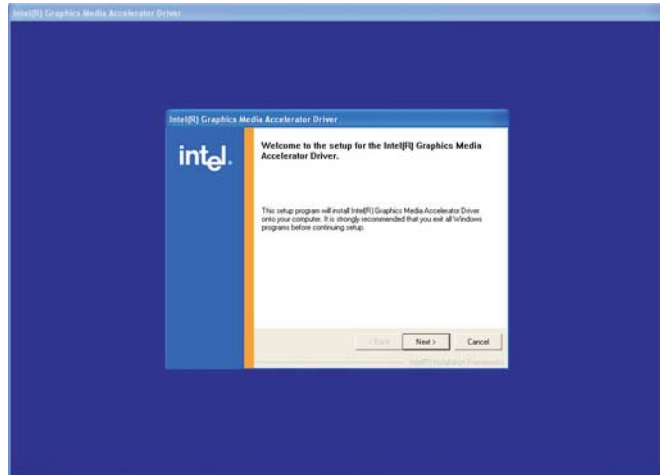 Intel(R) Graphics Media Accelerator Driver
Intel(R) Graphics Media Accelerator Driver
intel.
Welcome to the setup for the Intel(R) Graphics Media
Accelerator Driver.
This setup program will install Intel(R) Graphics Media Accelerator Driver
onto your computer. It is strongly recommended that you exit all Windows
programs before continuing setup.
< Back
Next >
Cancel
Intel(R) Installation Framework